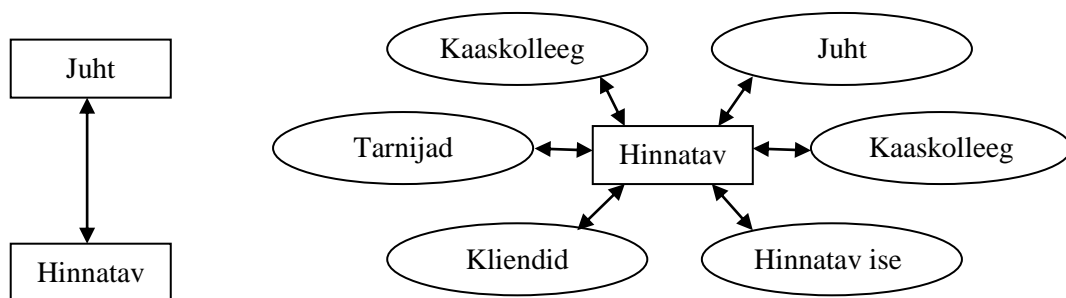 Juht
Hinnatav
Kaaskolleeg
Juht
Tarnijad
Hinnatav
Kaaskolleeg
Kliendid
Hinnatav ise